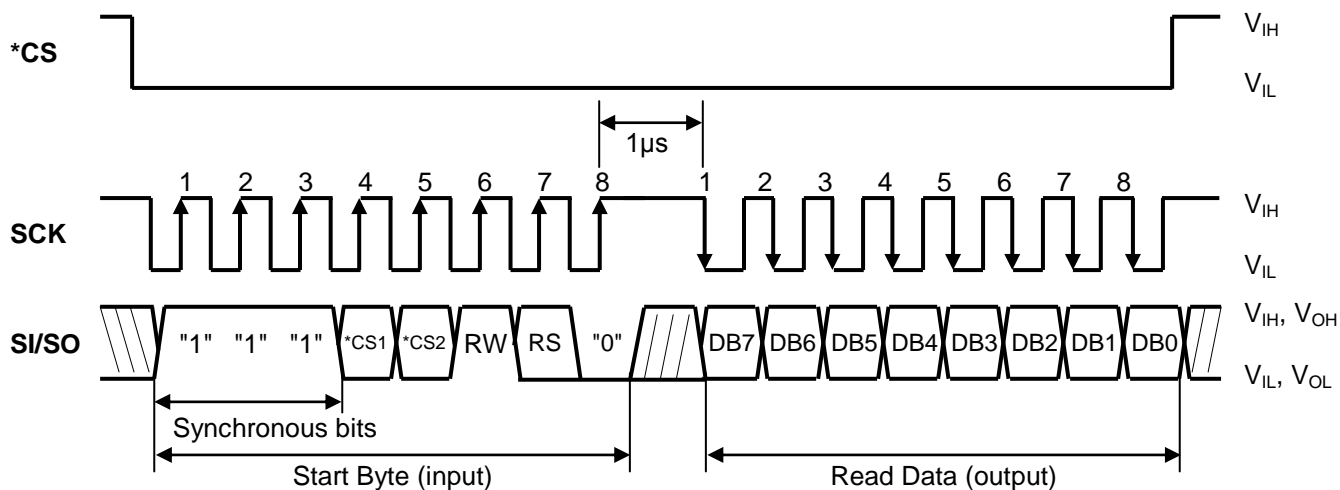 *CS
V_IH
V_IL
1µs
1 2 3 4 5 6 7 8 1 2 3 4 5 6 7 8
SCK
V_IH
V_IL
SI/SO
"1" "1" "1" *CS1 *CS2 RW RS "0" DB7 DB6 DB5 DB4 DB3 DB2 DB1 DB0
V_IH, V_OH
V_IL, V_OL
Synchronous bits
Start Byte (input)
Read Data (output)